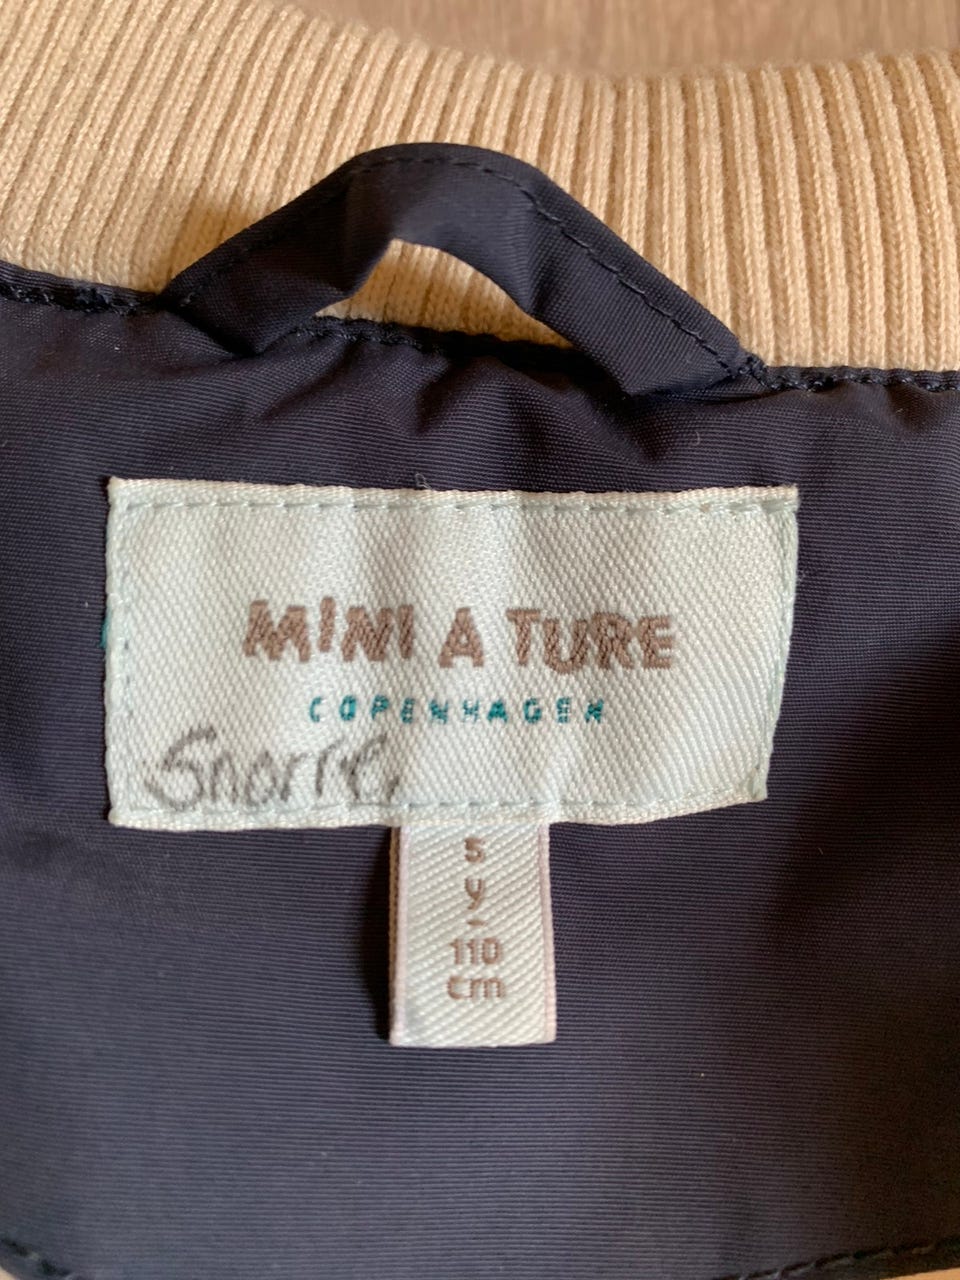 MINI A TURE
COPENHAGEN
Snorre
5
y
-
110
cm